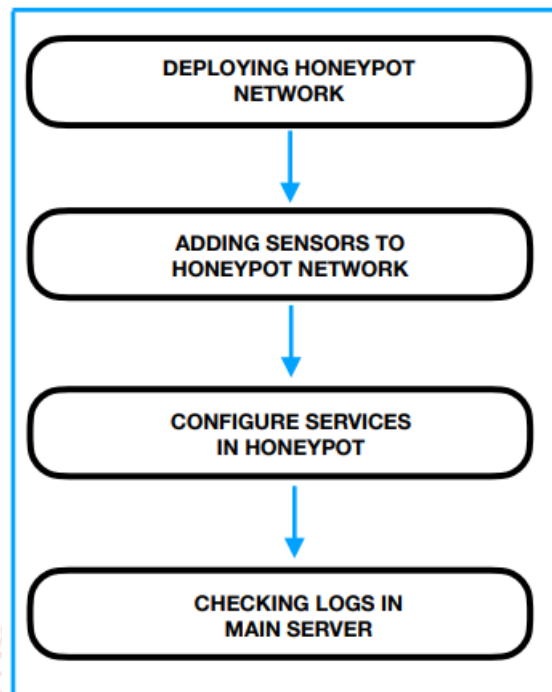 DEPLOYING HONEYPOT
NETWORK
ADDING SENSORS TO
HONEYPOT NETWORK
CONFIGURE SERVICES
IN HONEYPOT
CHECKING LOGS IN
MAIN SERVER